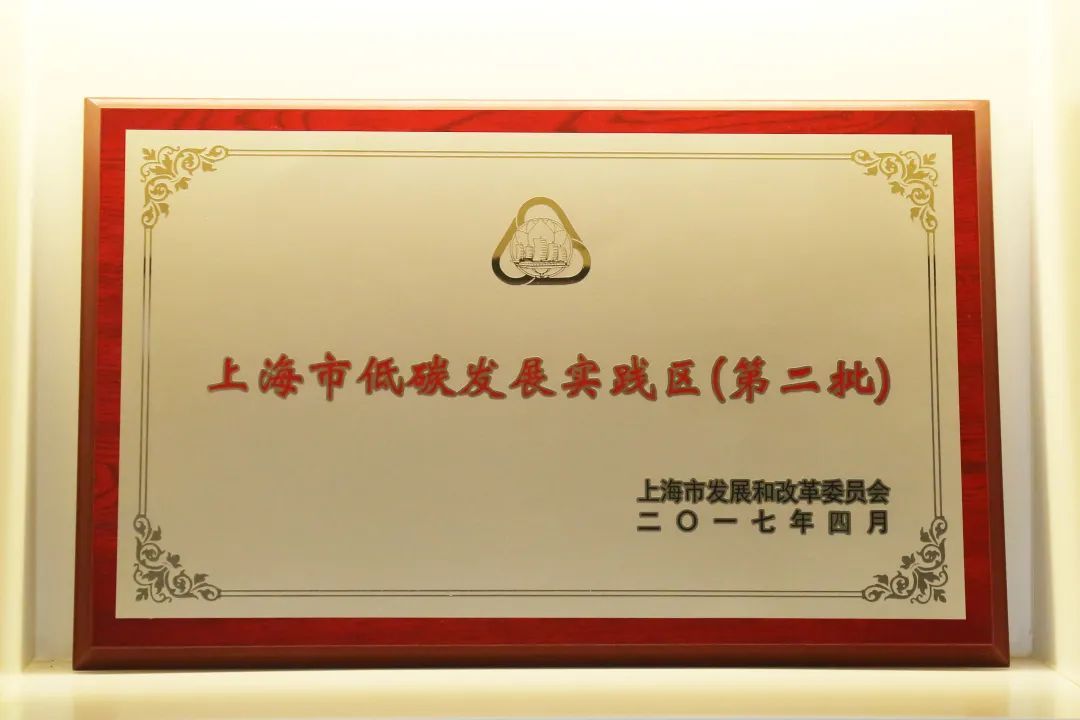 上海市低碳发展实践区(第二批)
上海市发展和改革委员会
二〇一七年四月